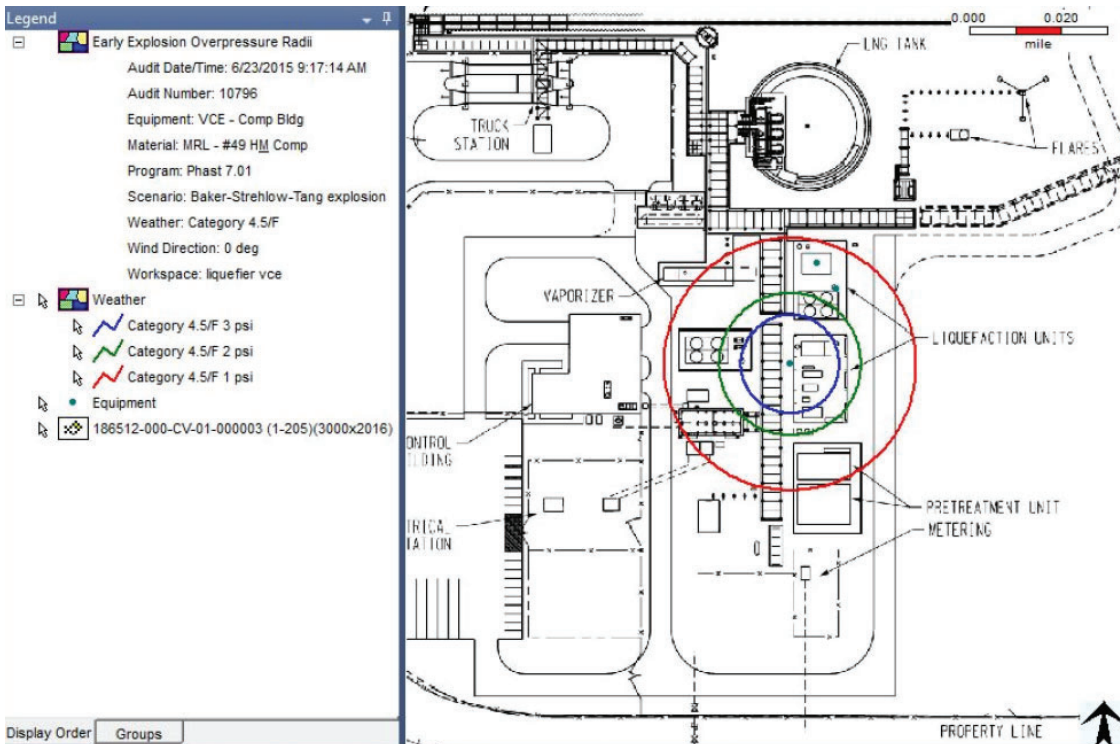 Legend
Early Explosion Overpressure Radii
Audit Date/Time: 6/23/2015 9:17:14 AM
Audit Number: 10796
Equipment: VCE - Comp Bldg
Material: MRL - #49 HM Comp
Program: Phast 7.01
Scenario: Baker-Strehlow-Tang explosion
Weather: Category 4.5/F
Wind Direction: 0 deg
Workspace: liquefier vce
Weather
Category 4.5/F 3 psi
Category 4.5/F 2 psi
Category 4.5/F 1 psi
Equipment
186512-000-CV-01-000003 (1-205)(3000x2016)
Display Order
Groups
0.000 0.020
mile
LNG TANK
TRUCK
STATION
FLARES
VAPORIZER
LIQUEFACTION UNITS
ONTROL
ILDING
PRETREATMENT UNIT
METERING
TRICAL
TATION
PROPERTY LINE